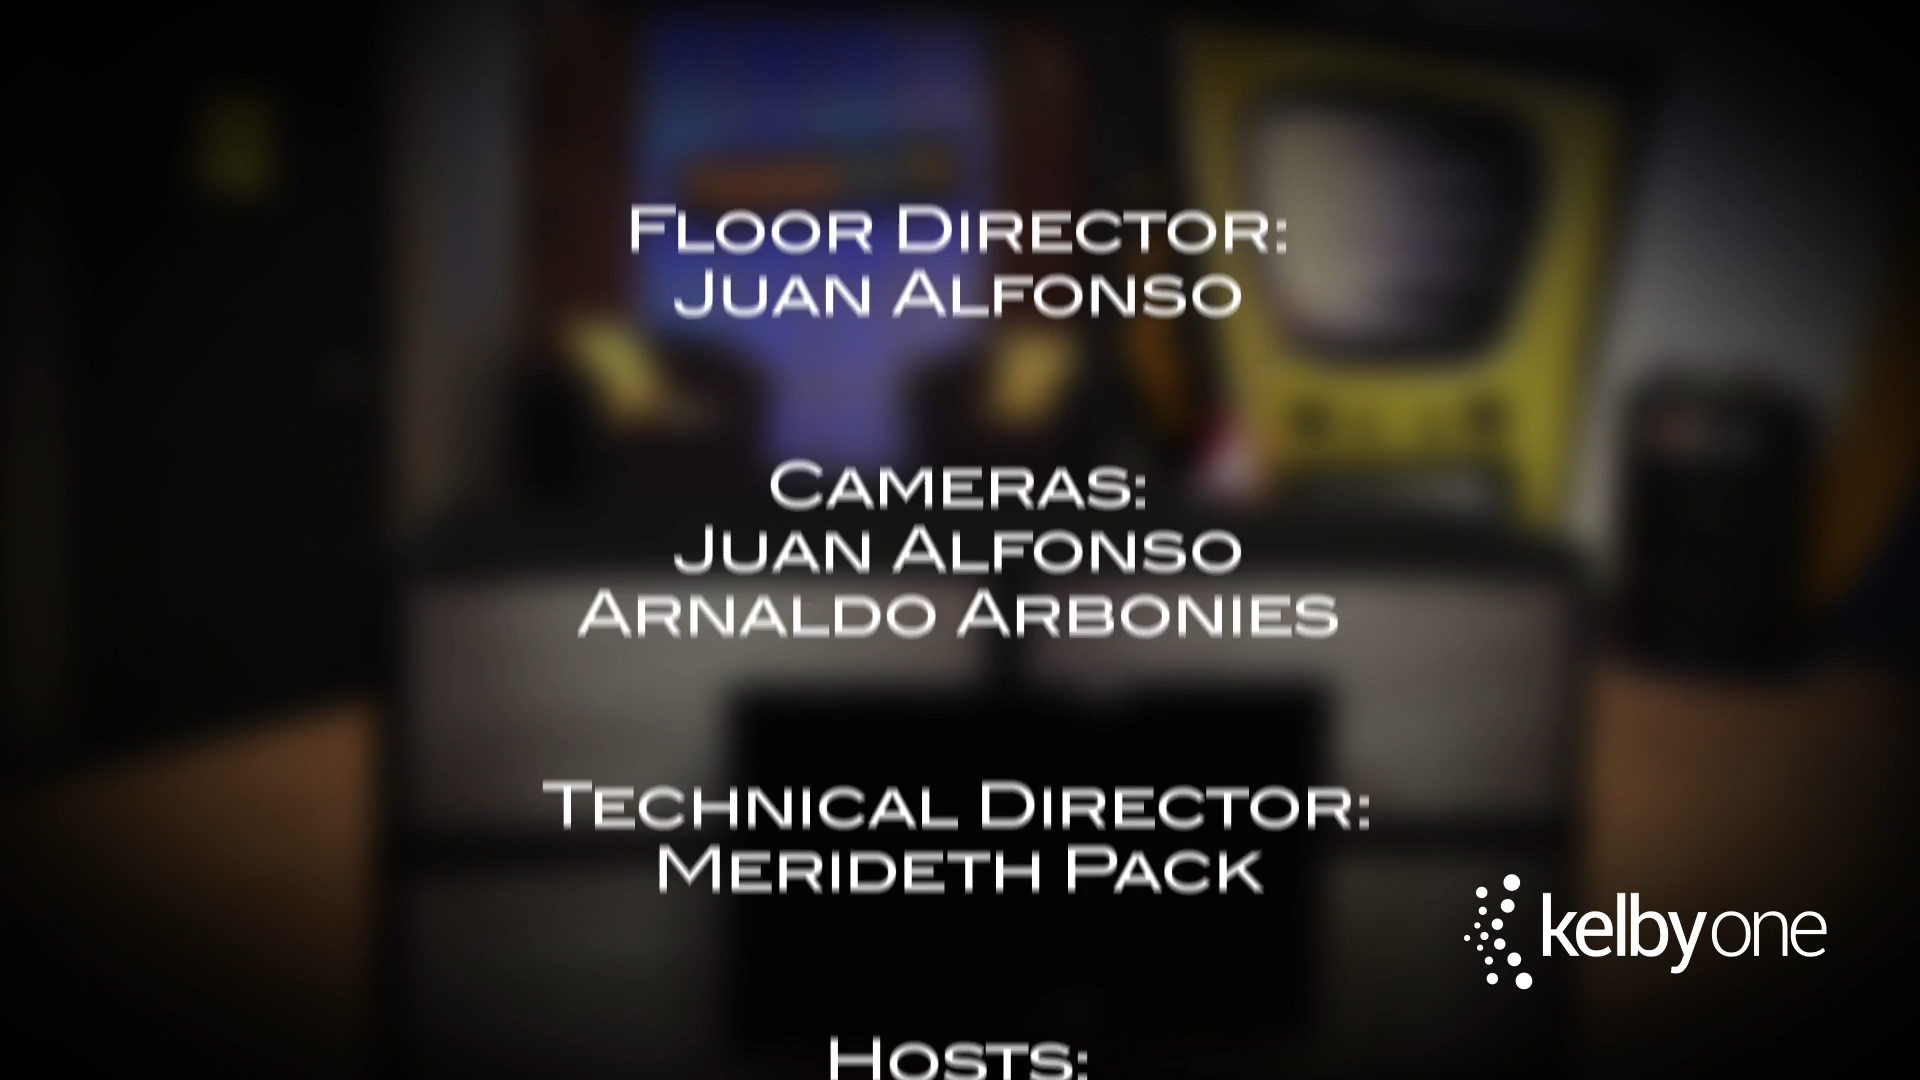 Floor Director:
Juan Alfonso
Cameras:
Juan Alfonso
Arnaldo Arbonies
Technical Director:
Merideth Pack
kelbyone
Hosts: